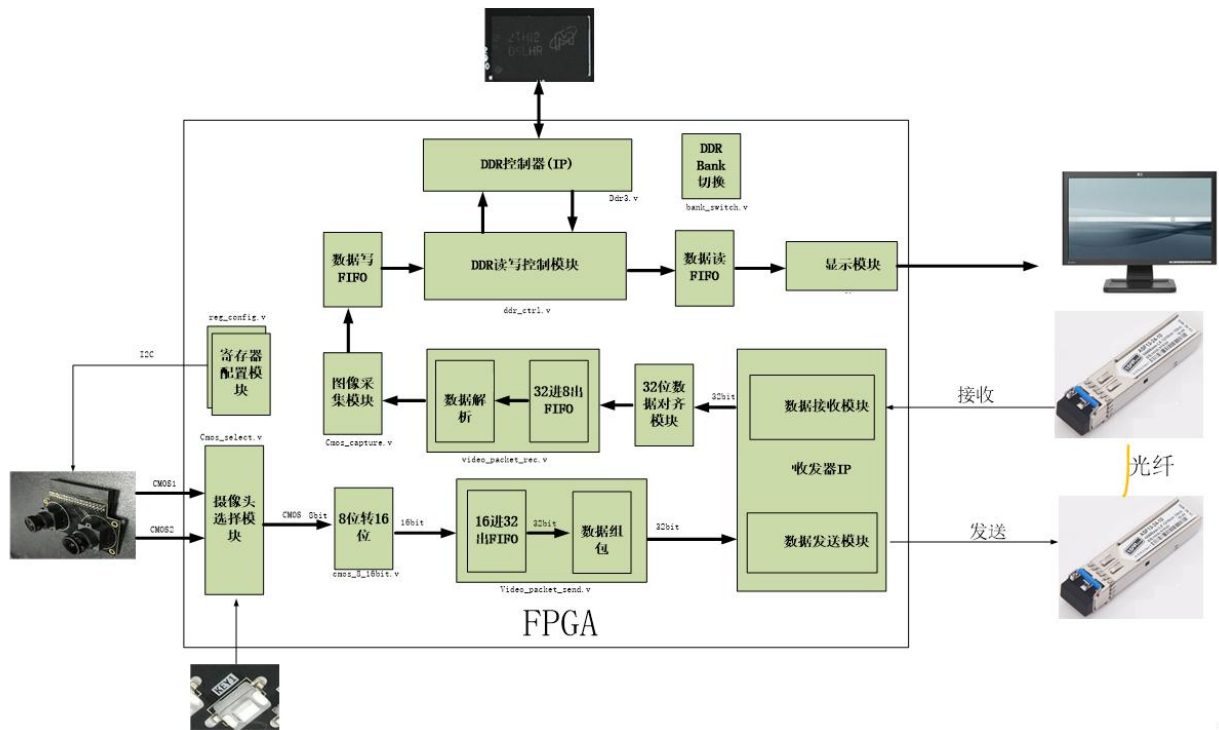 DDR控制器(IP)
Ddr3.v
DDR
Bank
切换
bank_switch.v
数据写
FIFO
DDR读写控制模块
ddr_ctrl.v
数据读
FIFO
显示模块
reg_config.v
寄存器
配置模
块
I2C
图像采
集模块
Cmos_capture.v
数据解
析
32进8出
FIFO
video_packet_rec.v
32位数
据对齐
模块
32bit
数据接收模块
收发器IP
数据发送模块
接收
光纤
发送
Cmos_select.v
CMOS1
CMOS2
摄像头
选择模
块
CMOS 8bit
8位转16
位
cmos_8_16bit.v
16bit
16进32
出FIFO
32bit
数据组
包
Video_packet_send.v
32bit
FPGA
KEY1